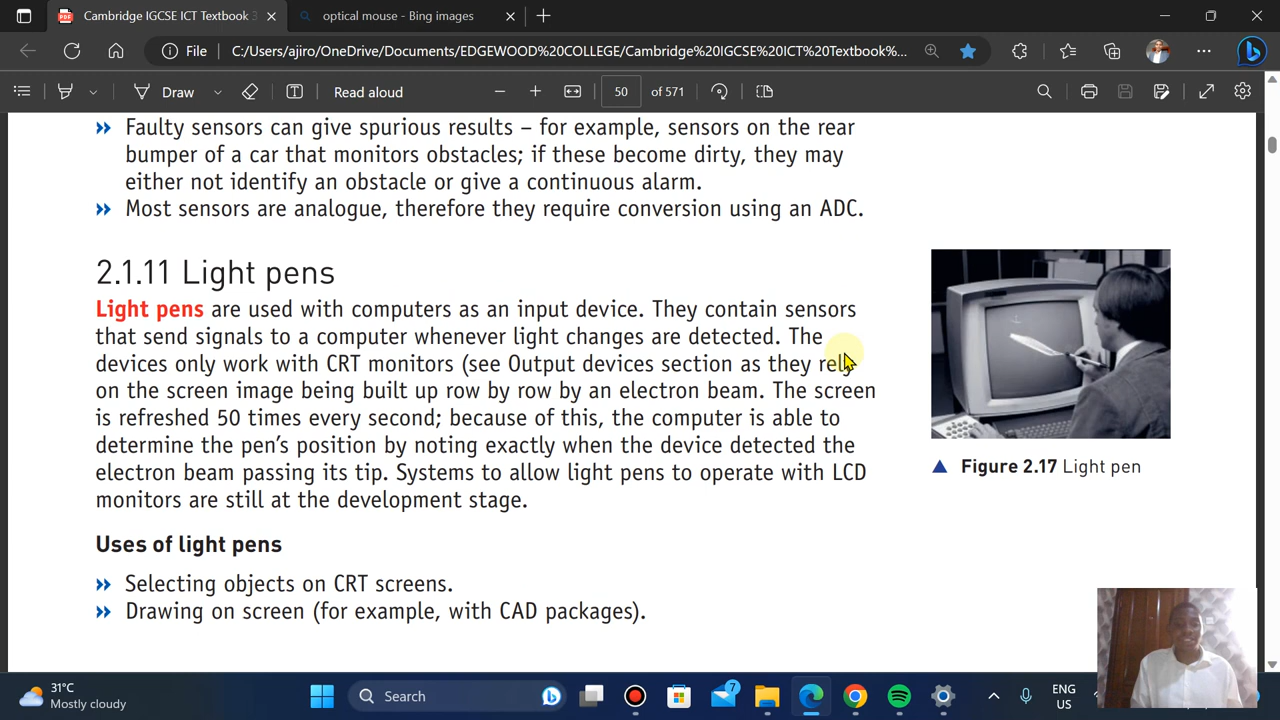 Cambridge IGCSE ICT Textbook 3
optical mouse - Bing images
File
C:/Users/ajiro/OneDrive/Documents/EDGEWOOD%20COLLEGE/Cambridge%20IGCSE%20ICT%20Textbook%...
Draw
Read aloud
50 of 571
» Faulty sensors can give spurious results – for example, sensors on the rear
bumper of a car that monitors obstacles; if these become dirty, they may
either not identify an obstacle or give a continuous alarm.
» Most sensors are analogue, therefore they require conversion using an ADC.
2.1.11 Light pens
Light pens are used with computers as an input device. They contain sensors
that send signals to a computer whenever light changes are detected. The
devices only work with CRT monitors (see Output devices section as they rely
on the screen image being built up row by row by an electron beam. The screen
is refreshed 50 times every second; because of this, the computer is able to
determine the pen's position by noting exactly when the device detected the
electron beam passing its tip. Systems to allow light pens to operate with LCD
monitors are still at the development stage.
▲ Figure 2.17 Light pen
Uses of light pens
» Selecting objects on CRT screens.
» Drawing on screen (for example, with CAD packages).
31°C
Mostly cloudy
Search
7
ENG
US